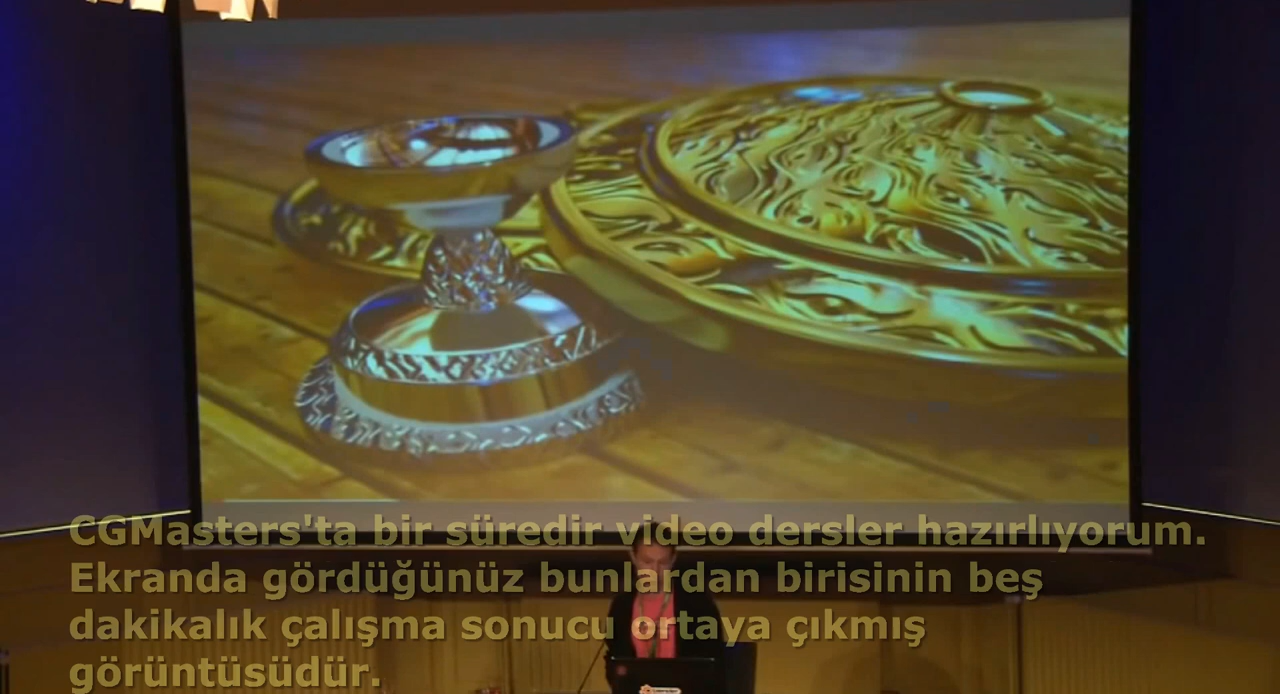 CGMasters'ta bir süredir video dersler hazırlıyorum.
Ekranda gördüğünüz bunlardan birisinin beş
dakikalık çalışma sonucu ortaya çıkmış
görüntüsüdür.